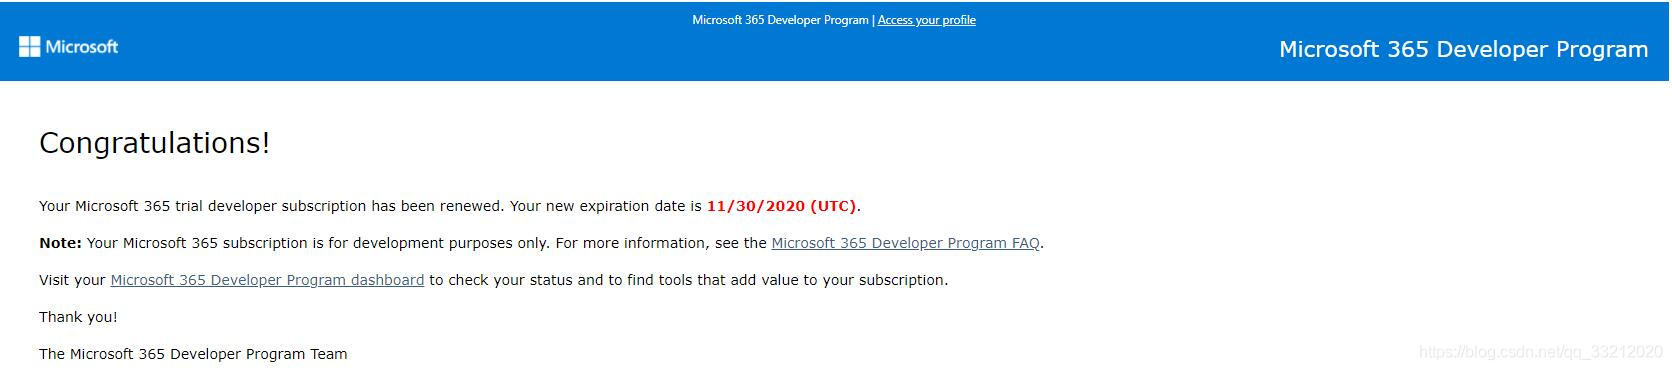 Microsoft 365 Developer Program | Access your profile
Microsoft
Microsoft 365 Developer Program
Congratulations!
Your Microsoft 365 trial developer subscription has been renewed. Your new expiration date is 11/30/2020 (UTC).
Note: Your Microsoft 365 subscription is for development purposes only. For more information, see the Microsoft 365 Developer Program FAQ.
Visit your Microsoft 365 Developer Program dashboard to check your status and to find tools that add value to your subscription.
Thank you!
The Microsoft 365 Developer Program Team
https://blog.csdn.net/qq_33212020